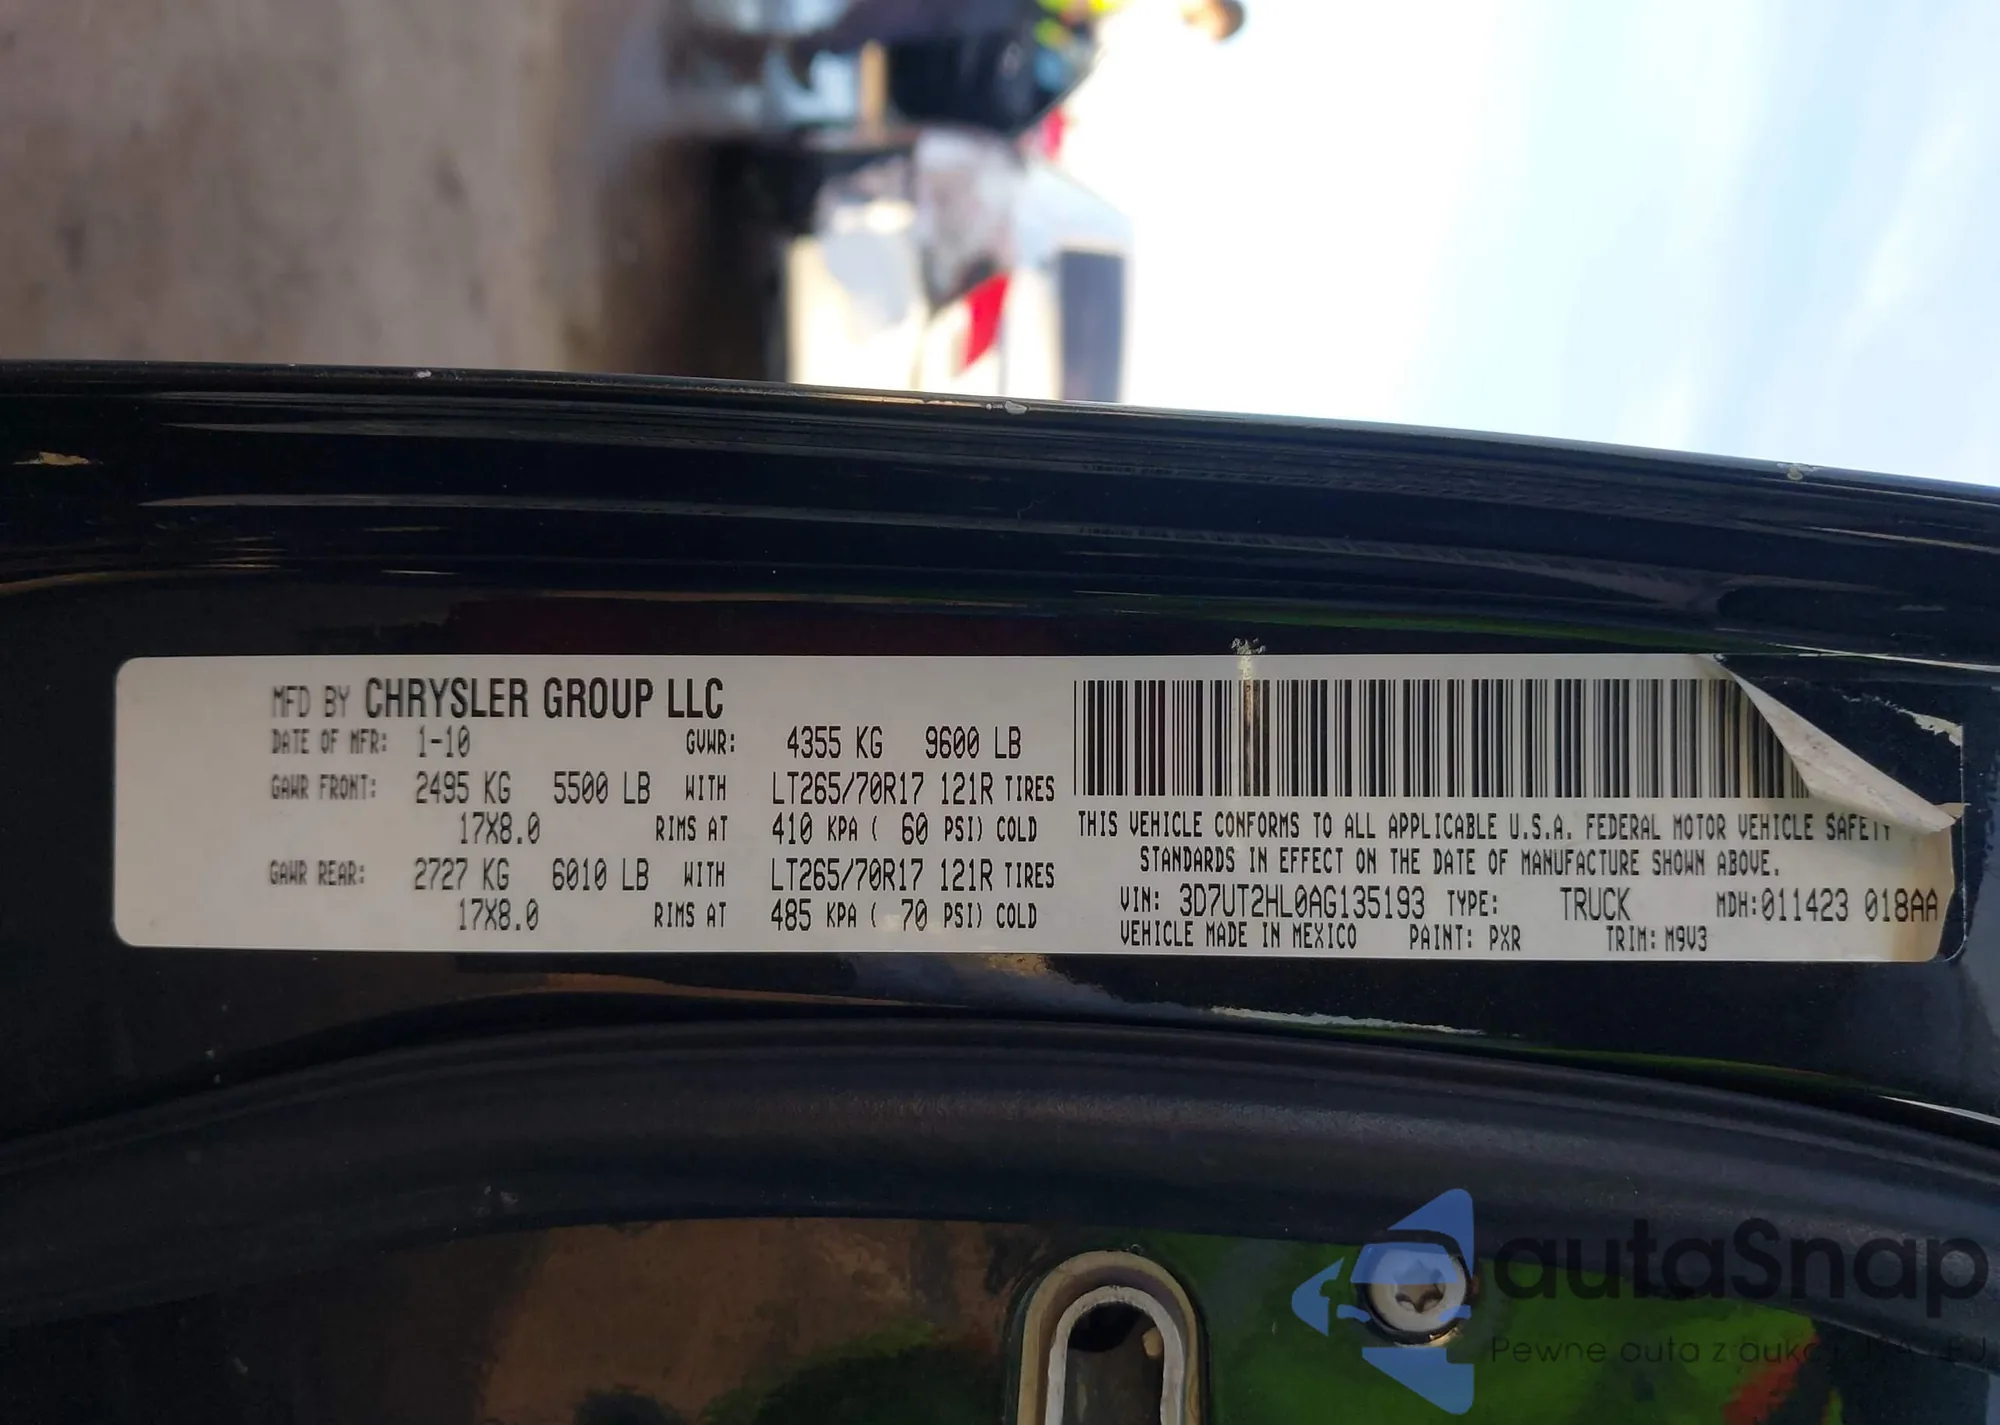 MFD BY CHRYSLER GROUP LLC
DATE OF MFR: 1-10 GVWR: 4355 KG 9600 LB
GAWR FRONT: 2495 KG 5500 LB WITH LT265/70R17 121R TIRES
17X8.0 RIMS AT 410 KPA ( 60 PSI) COLD
GAWR REAR: 2727 KG 6010 LB WITH LT265/70R17 121R TIRES
17X8.0 RIMS AT 485 KPA ( 70 PSI) COLD
THIS VEHICLE CONFORMS TO ALL APPLICABLE U.S.A. FEDERAL MOTOR VEHICLE SAFETY
STANDARDS IN EFFECT ON THE DATE OF MANUFACTURE SHOWN ABOVE.
VIN: 3D7UT2HL0AG135193 TYPE: TRUCK MDH:011423 018AA
VEHICLE MADE IN MEXICO PAINT: PXR TRIM: M9V3
autaSnap
Pewne auta z aukcji